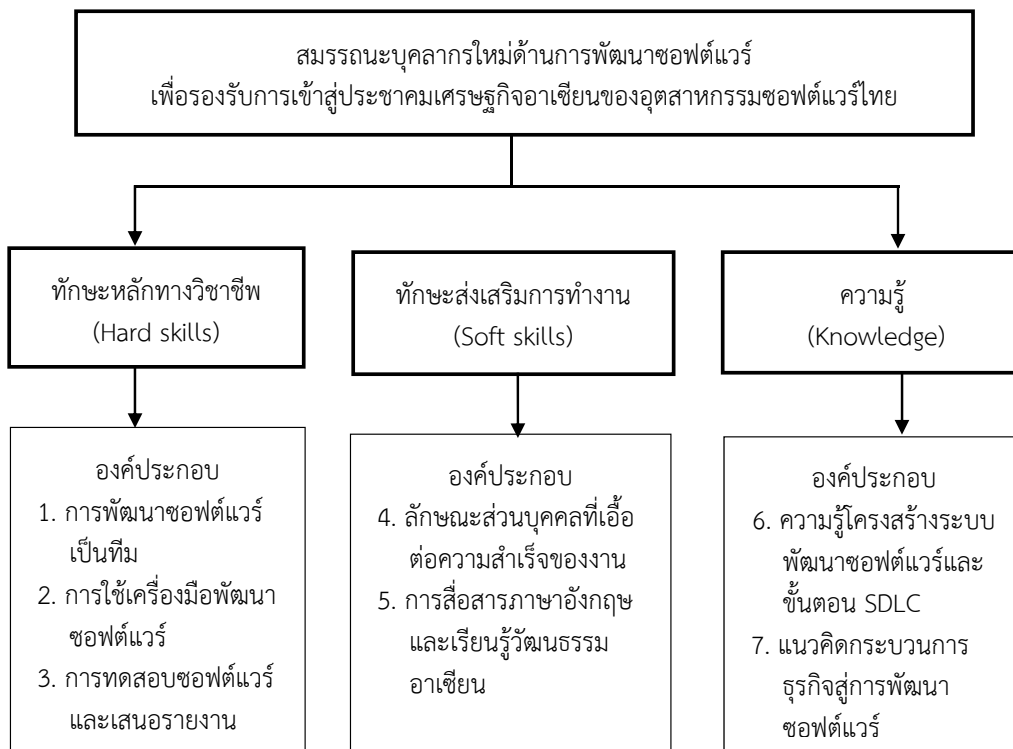 สมรรถนะบุคลากรใหม่ด้านการพัฒนาซอฟต์แวร์
เพื่อรองรับการเข้าสู่ประชาคมเศรษฐกิจอาเซียนของอุตสาหกรรมซอฟต์แวร์ไทย
ทักษะหลักทางวิชาชีพ
(Hard skills)
ทักษะส่งเสริมการทำงาน
(Soft skills)
ความรู้
(Knowledge)
องค์ประกอบ
1. การพัฒนาซอฟต์แวร์
เป็นทีม
2. การใช้เครื่องมือพัฒนา
ซอฟต์แวร์
3. การทดสอบซอฟต์แวร์
และเสนอรายงาน
องค์ประกอบ
4. ลักษณะส่วนบุคคลที่เอื้อ
ต่อความสำเร็จของงาน
5. การสื่อสารภาษาอังกฤษ
และเรียนรู้วัฒนธรรม
อาเซียน
องค์ประกอบ
6. ความรู้โครงสร้างระบบ
พัฒนาซอฟต์แวร์และ
ขั้นตอน SDLC
7. แนวคิดกระบวนการ
ธุรกิจสู่การพัฒนา
ซอฟต์แวร์